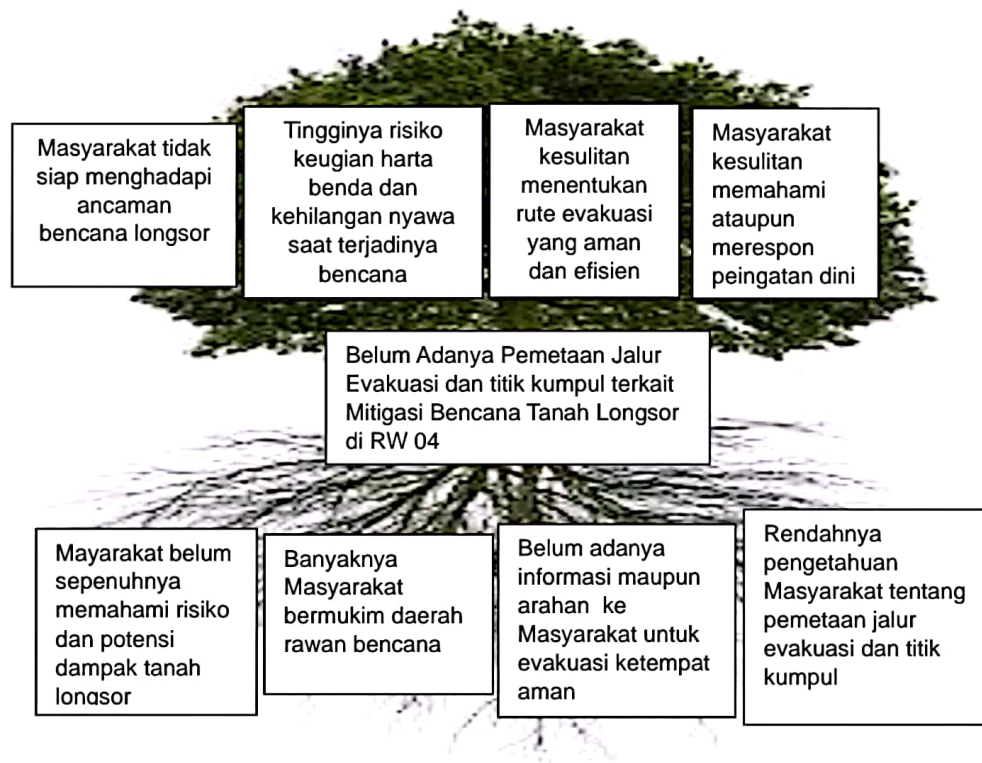 Masyarakat tidak
siap menghadapi
ancaman
bencana longsor
Tingginya risiko
keugian harta
benda dan
kehilangan nyawa
saat terjadinya
bencana
Masyarakat
kesulitan
menentukan
rute evakuasi
yang aman
dan efisien
Masyarakat
kesulitan
memahami
ataupun
merespon
peingatan dini
Belum Adanya Pemetaan Jalur
Evakuasi dan titik kumpul terkait
Mitigasi Bencana Tanah Longsor
di RW 04
Mayarakat belum
sepenuhnya
memahami risiko
dan potensi
dampak tanah
longsor
Banyaknya
Masyarakat
bermukim daerah
rawan bencana
Belum adanya
informasi maupun
arahan ke
Masyarakat untuk
evakuasi ketempat
aman
Rendahnya
pengetahuan
Masyarakat tentang
pemetaan jalur
evakuasi dan titik
kumpul